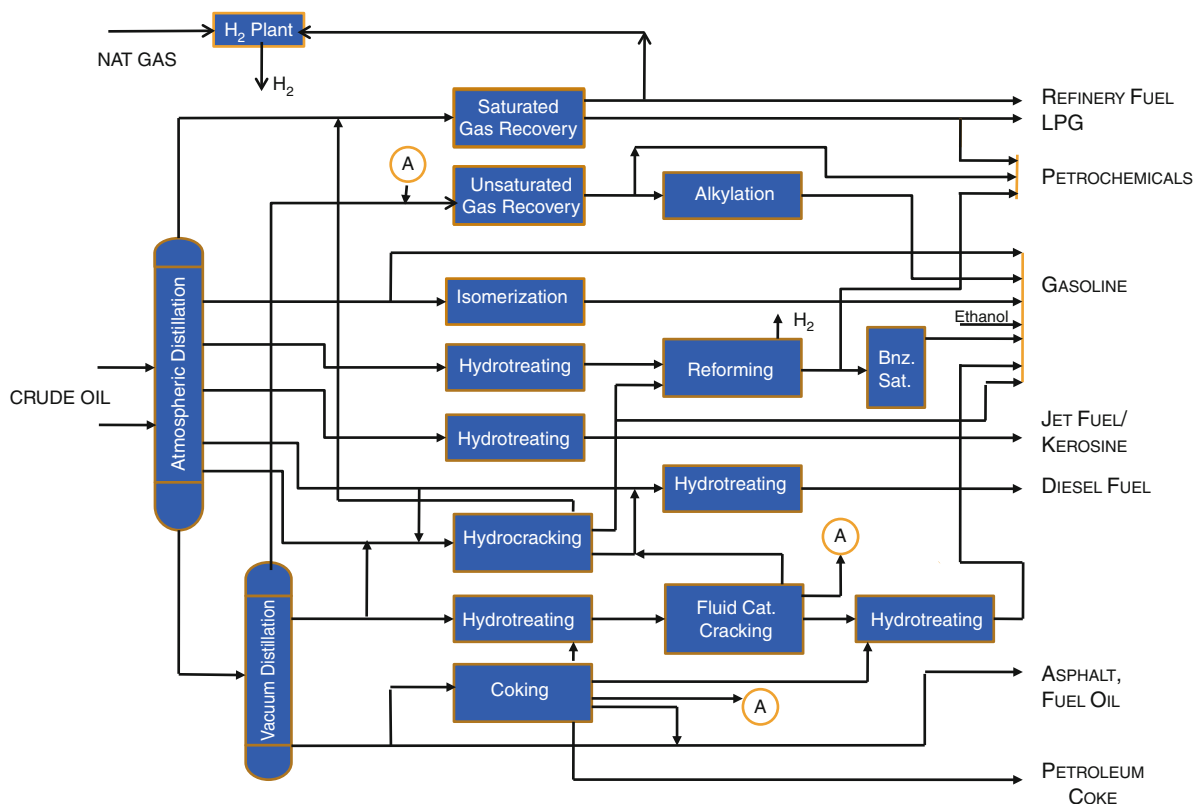 H₂ Plant
NAT GAS
H₂
Saturated
Gas Recovery
REFINERY FUEL
LPG
A
Unsaturated
Gas Recovery
Alkylation
PETROCHEMICALS
Atmospheric Distillation
Isomerization
GASOLINE
H₂
Ethanol
Hydrotreating
Reforming
Bnz.
Sat.
CRUDE OIL
Hydrotreating
JET FUEL/
KEROSINE
Hydrotreating
DIESEL FUEL
Hydrocracking
A
Vacuum Distillation
Hydrotreating
Fluid Cat.
Cracking
Hydrotreating
Coking
A
ASPHALT,
FUEL OIL
PETROLEUM
COKE